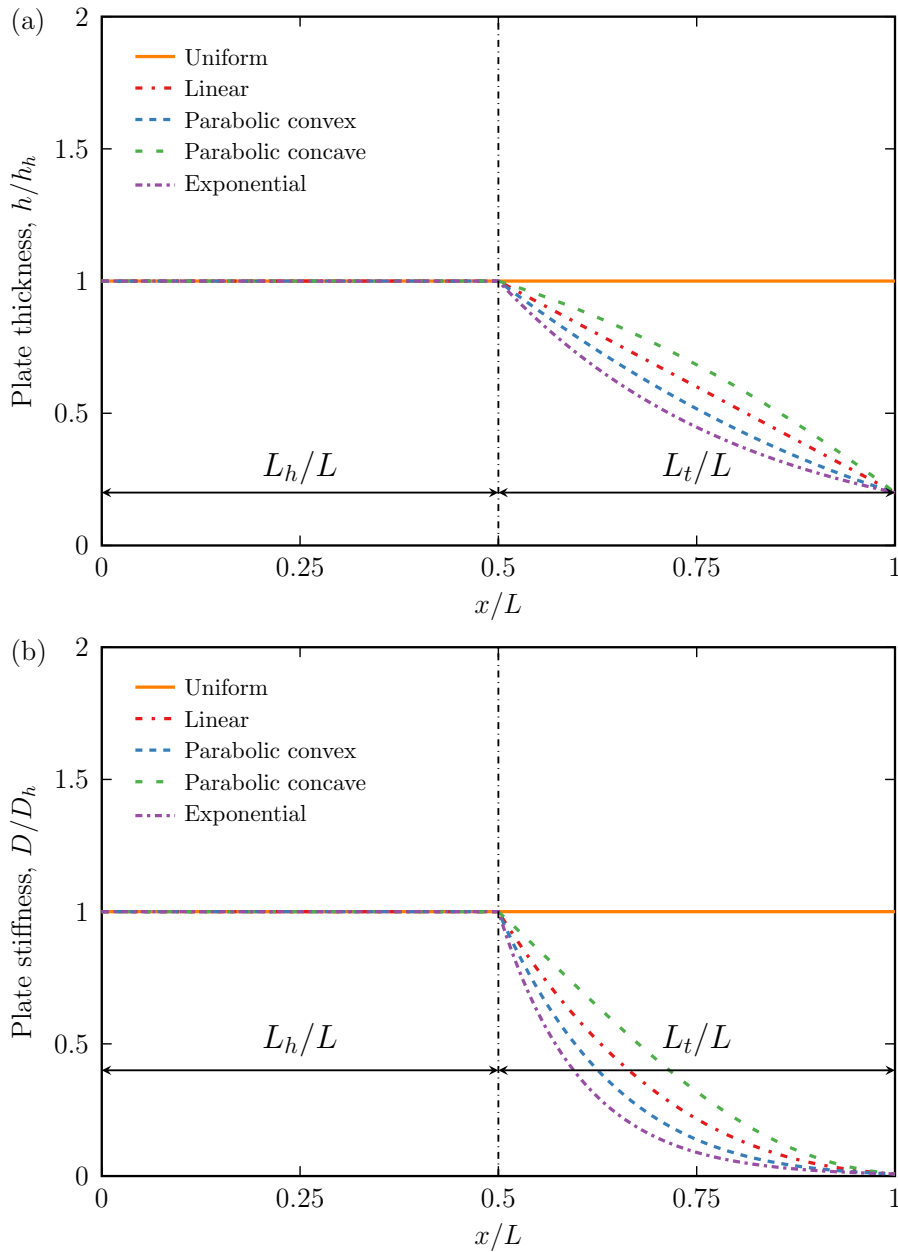 (a)
Plate thickness, h/h_h
2
1.5
1
0.5
0
Uniform
Linear
Parabolic convex
Parabolic concave
Exponential
L_h/L
L_t/L
0
0.25
0.5
0.75
1
x/L
(b)
Plate stiffness, D/D_h
2
1.5
1
0.5
0
Uniform
Linear
Parabolic convex
Parabolic concave
Exponential
L_h/L
L_t/L
0
0.25
0.5
0.75
1
x/L